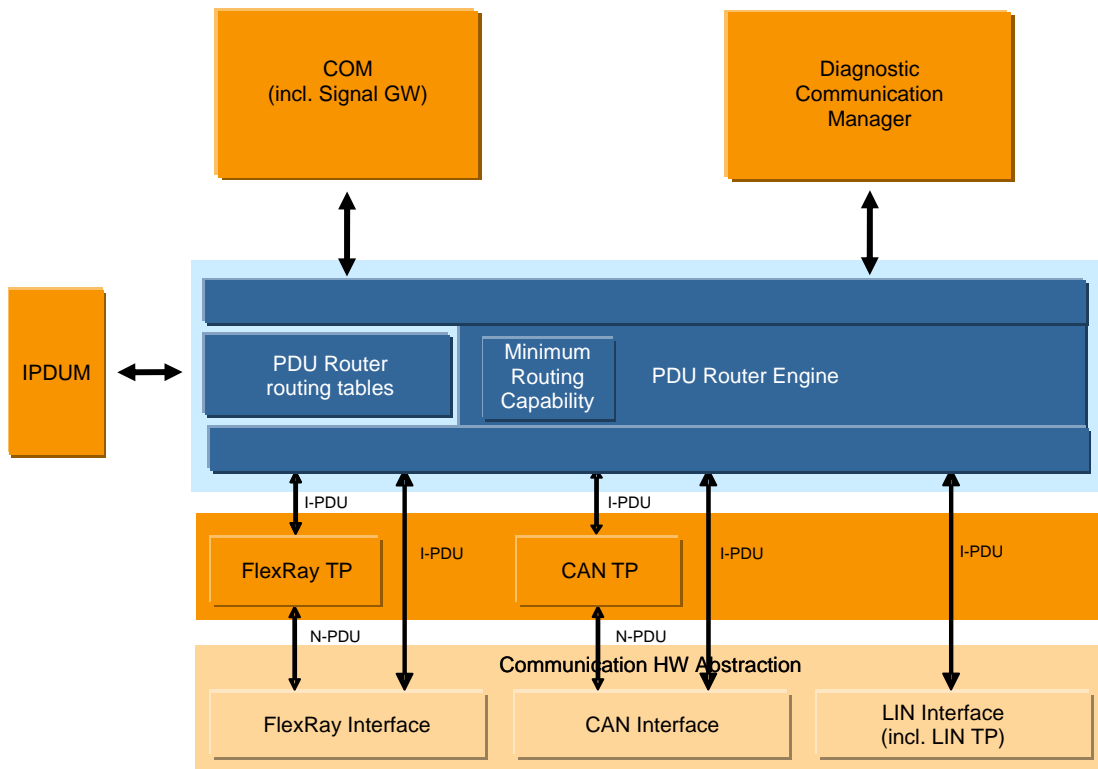 COM
(incl. Signal GW)
Diagnostic
Communication
Manager
IPDUM
PDU Router
routing tables
Minimum
Routing
Capability
PDU Router Engine
I-PDU
I-PDU
I-PDU
I-PDU
I-PDU
FlexRay TP
CAN TP
N-PDU
N-PDU
Communication HW Abstraction
FlexRay Interface
CAN Interface
LIN Interface
(incl. LIN TP)